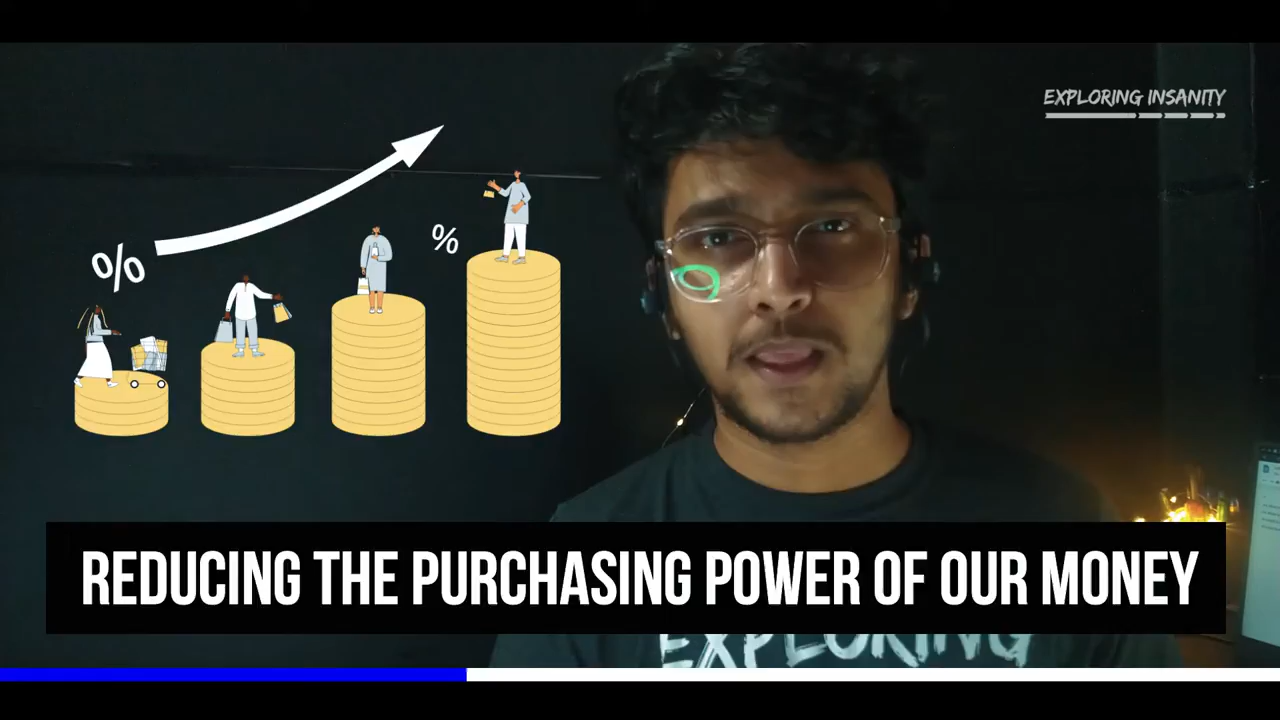 EXPLORING INSANITY
%
%
REDUCING THE PURCHASING POWER OF OUR MONEY
EXPLORING